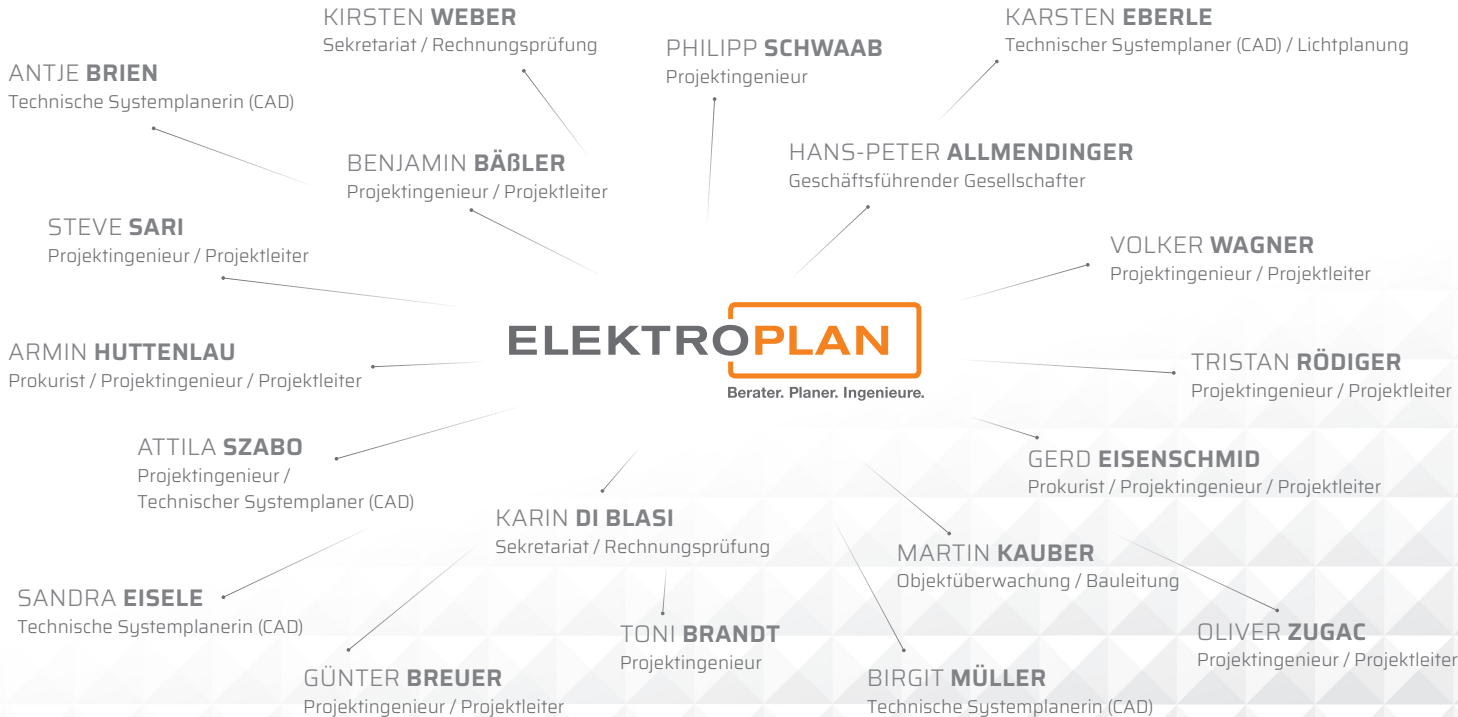 KIRSTEN WEBER
Sekretariat / Rechnungsprüfung
KARSTEN EBERLE
Technischer Systemplaner (CAD) / Lichtplanung
PHILIPP SCHWAAB
Projektingenieur
ANTJE BRIEN
Technische Systemplanerin (CAD)
BENJAMIN BÄßLER
Projektingenieur / Projektleiter
HANS-PETER ALLMENDINGER
Geschäftsführender Gesellschafter
STEVE SARI
Projektingenieur / Projektleiter
VOLKER WAGNER
Projektingenieur / Projektleiter
ELEKTROPLAN
Berater. Planer. Ingenieure.
ARMIN HUTTENLAU
Prokurist / Projektingenieur / Projektleiter
TRISTAN RÖDIGER
Projektingenieur / Projektleiter
ATTILA SZABO
Projektingenieur /
Technischer Systemplaner (CAD)
GERD EISENSCHMID
Prokurist / Projektingenieur / Projektleiter
KARIN DI BLASI
Sekretariat / Rechnungsprüfung
MARTIN KAUBER
Objektüberwachung / Bauleitung
SANDRA EISELE
Technische Systemplanerin (CAD)
TONI BRANDT
Projektingenieur
OLIVER ZUGAC
Projektingenieur / Projektleiter
GÜNTER BREUER
Projektingenieur / Projektleiter
BIRGIT MÜLLER
Technische Systemplanerin (CAD)